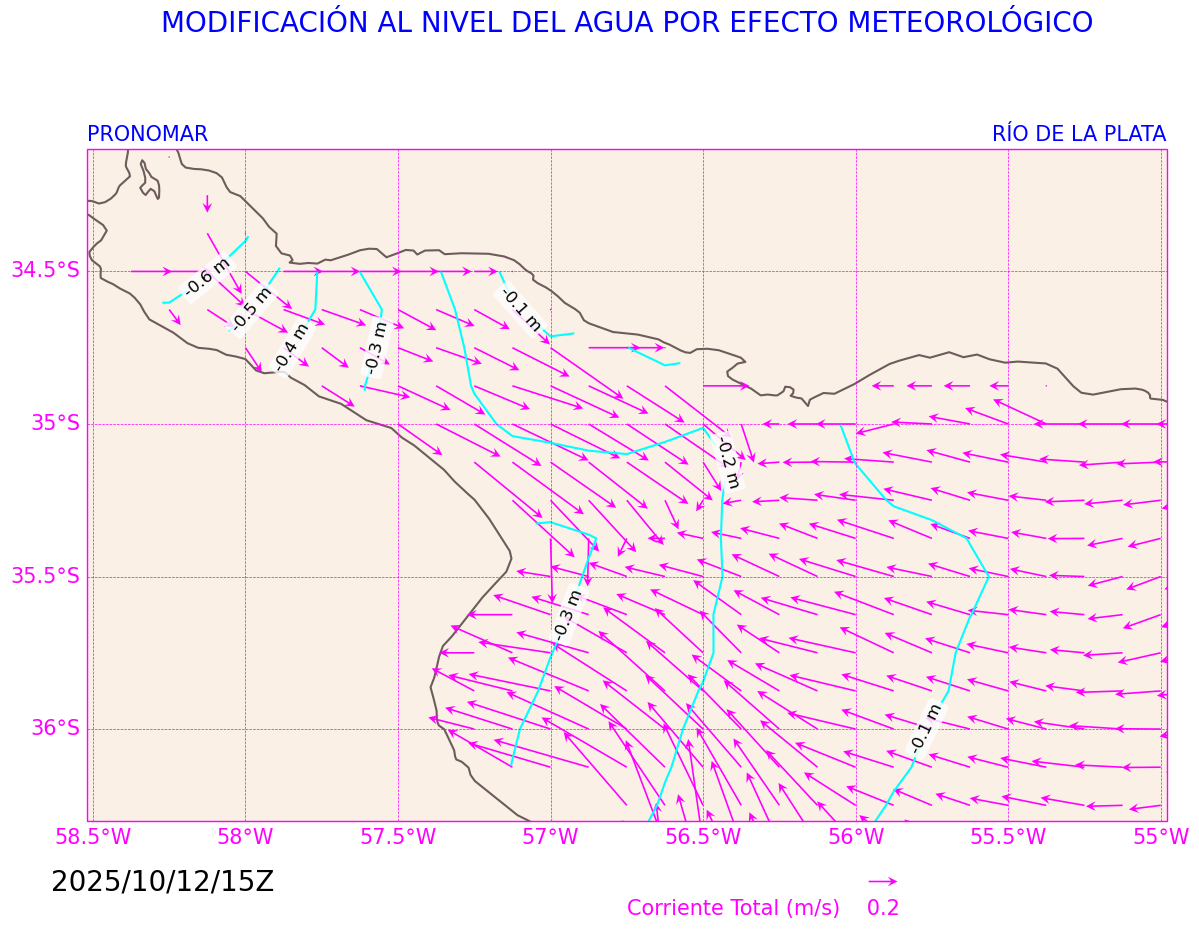 MODIFICACIÓN AL NIVEL DEL AGUA POR EFECTO METEOROLÓGICO
PRONOMAR
RÍO DE LA PLATA
34.5°S
35°S
35.5°S
36°S
-0.6 m
-0.5 m
-0.4 m
-0.3 m
-0.1 m
-0.2 m
-0.3 m
-0.1 m
58.5°W
58°W
57.5°W
57°W
56.5°W
56°W
55.5°W
55°W
2025/10/12/15Z
Corriente Total (m/s)
0.2